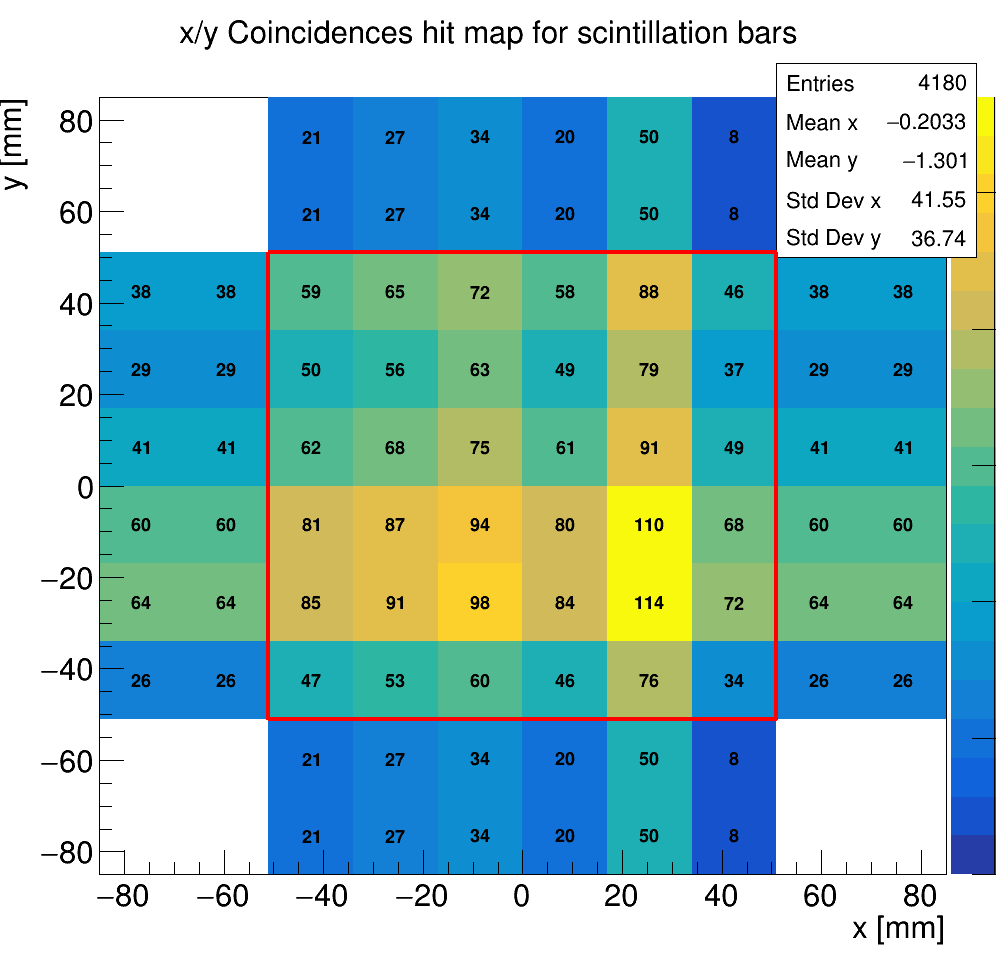 x/y Coincidences hit map for scintillation bars
Entries 4180
Mean x −0.2033
Mean y −1.301
Std Dev x 41.55
Std Dev y 36.74
y [mm]
80
60
40
20
0
−20
−40
−60
−80
21 27 34 20 50 8
21 27 34 20 50 8
38 38 59 65 72 58 88 46 38 38
29 29 50 56 63 49 79 37 29 29
41 41 62 68 75 61 91 49 41 41
60 60 81 87 94 80 110 68 60 60
64 64 85 91 98 84 114 72 64 64
26 26 47 53 60 46 76 34 26 26
21 27 34 20 50 8
21 27 34 20 50 8
−80 −60 −40 −20 0 20 40 60 80
x [mm]